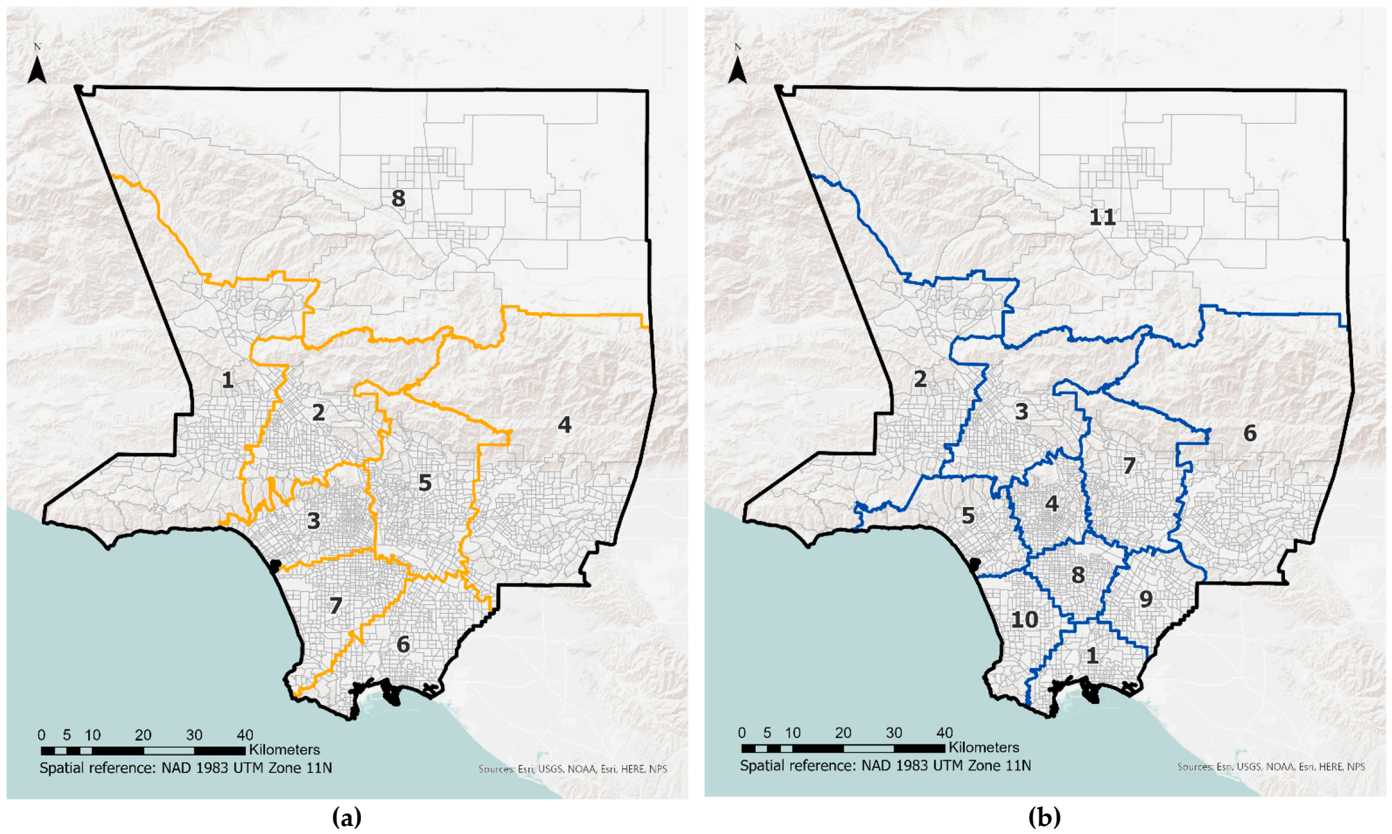 N
8
1
2
4
5
3
7
6
0 5 10 20 30 40
Kilometers
Spatial reference: NAD 1983 UTM Zone 11N
Sources: Esri, USGS, NOAA, Esri, HERE, NPS
(a)
N
11
2
3
6
7
4
5
8
9
10
1
0 5 10 20 30 40
Kilometers
Spatial reference: NAD 1983 UTM Zone 11N
Sources: Esri, USGS, NOAA, Esri, HERE, NPS
(b)